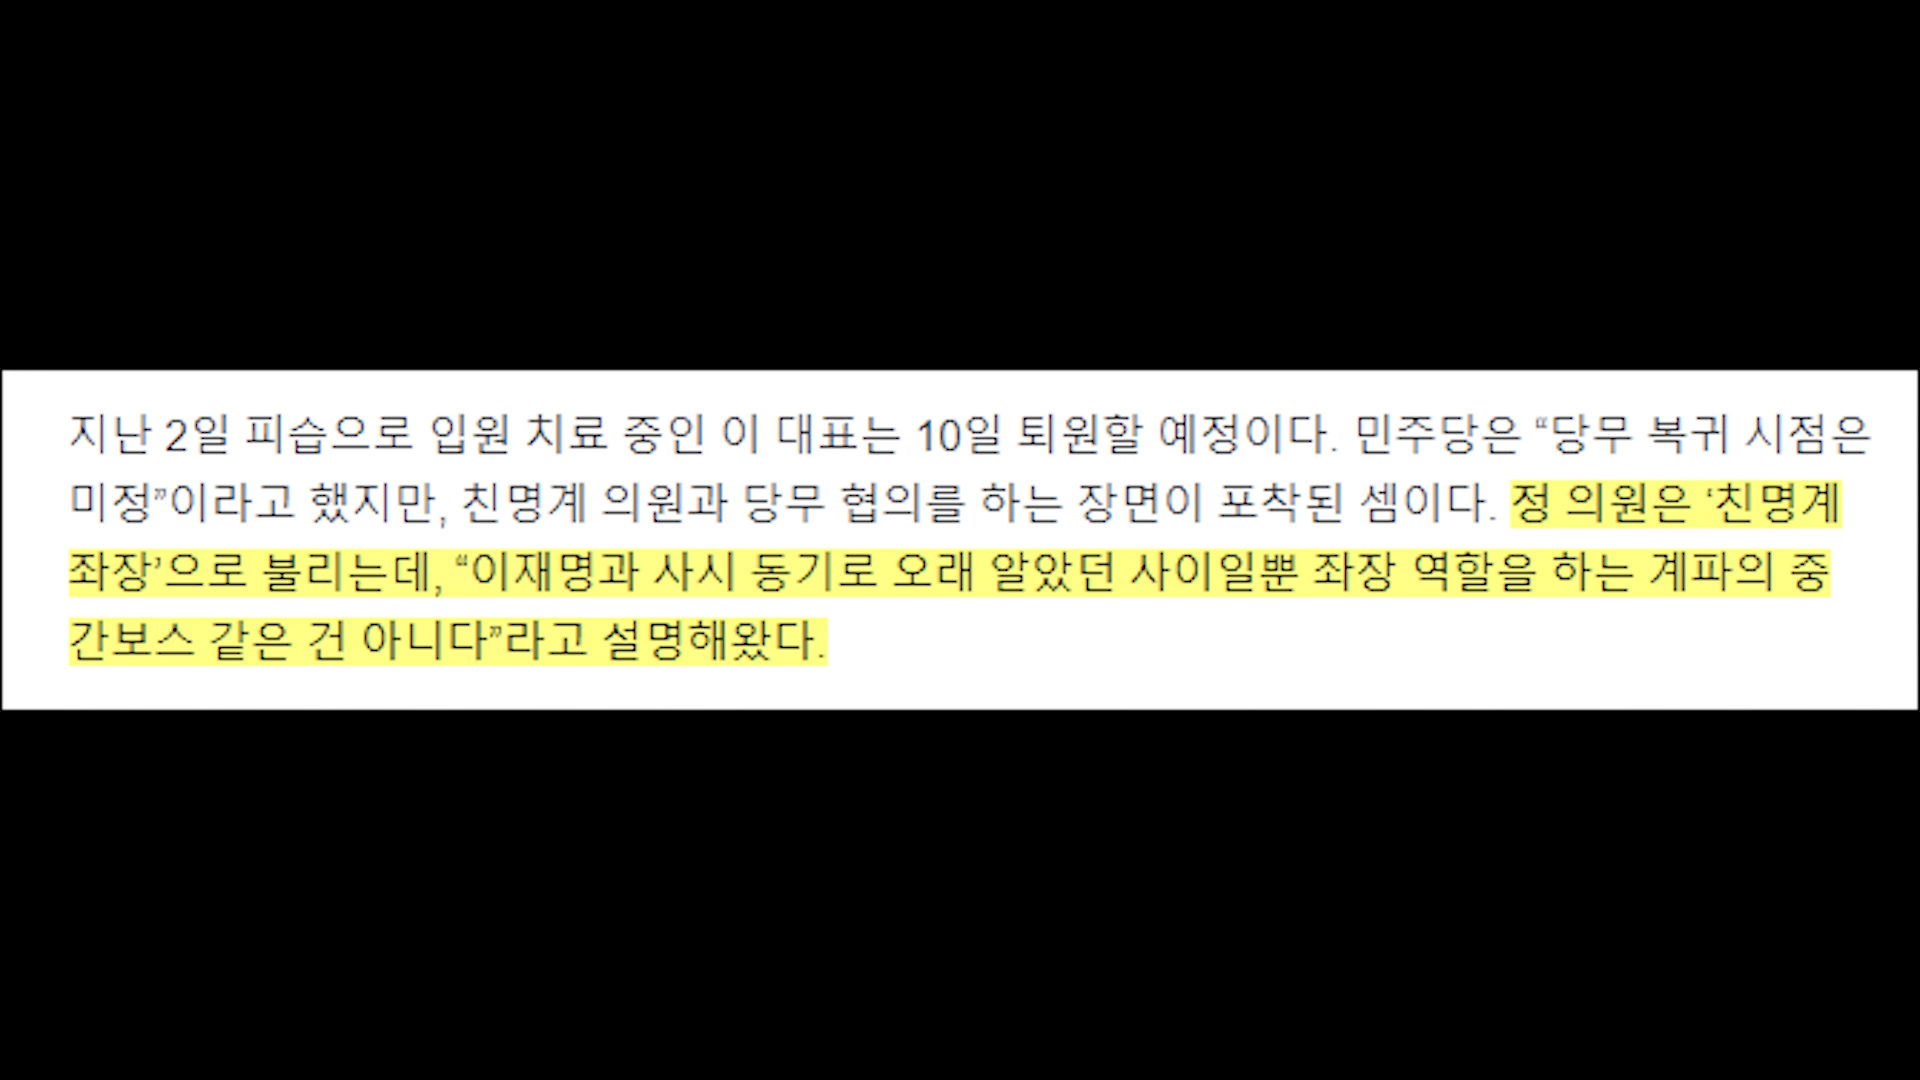 지난 2일 피습으로 입원 치료 중인 이 대표는 10일 퇴원할 예정이다. 민주당은 “당무 복귀 시점은
미정”이라고 했지만, 친명계 의원과 당무 협의를 하는 장면이 포착된 셈이다. 정 의원은 ‘친명계
좌장’으로 불리는데, “이재명과 사시 동기로 오래 알았던 사이일뿐 좌장 역할을 하는 계파의 중
간보스 같은 건 아니다”라고 설명해왔다.